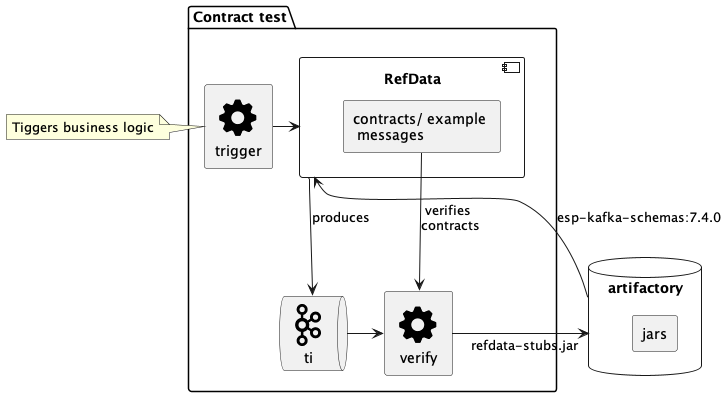 Contract test
RefData
contracts/ example
messages
Tiggers business logic
trigger
produces
verifies
contracts
esp-kafka-schemas:7.4.0
artifactory
jars
ti
verify
refdata-stubs.jar